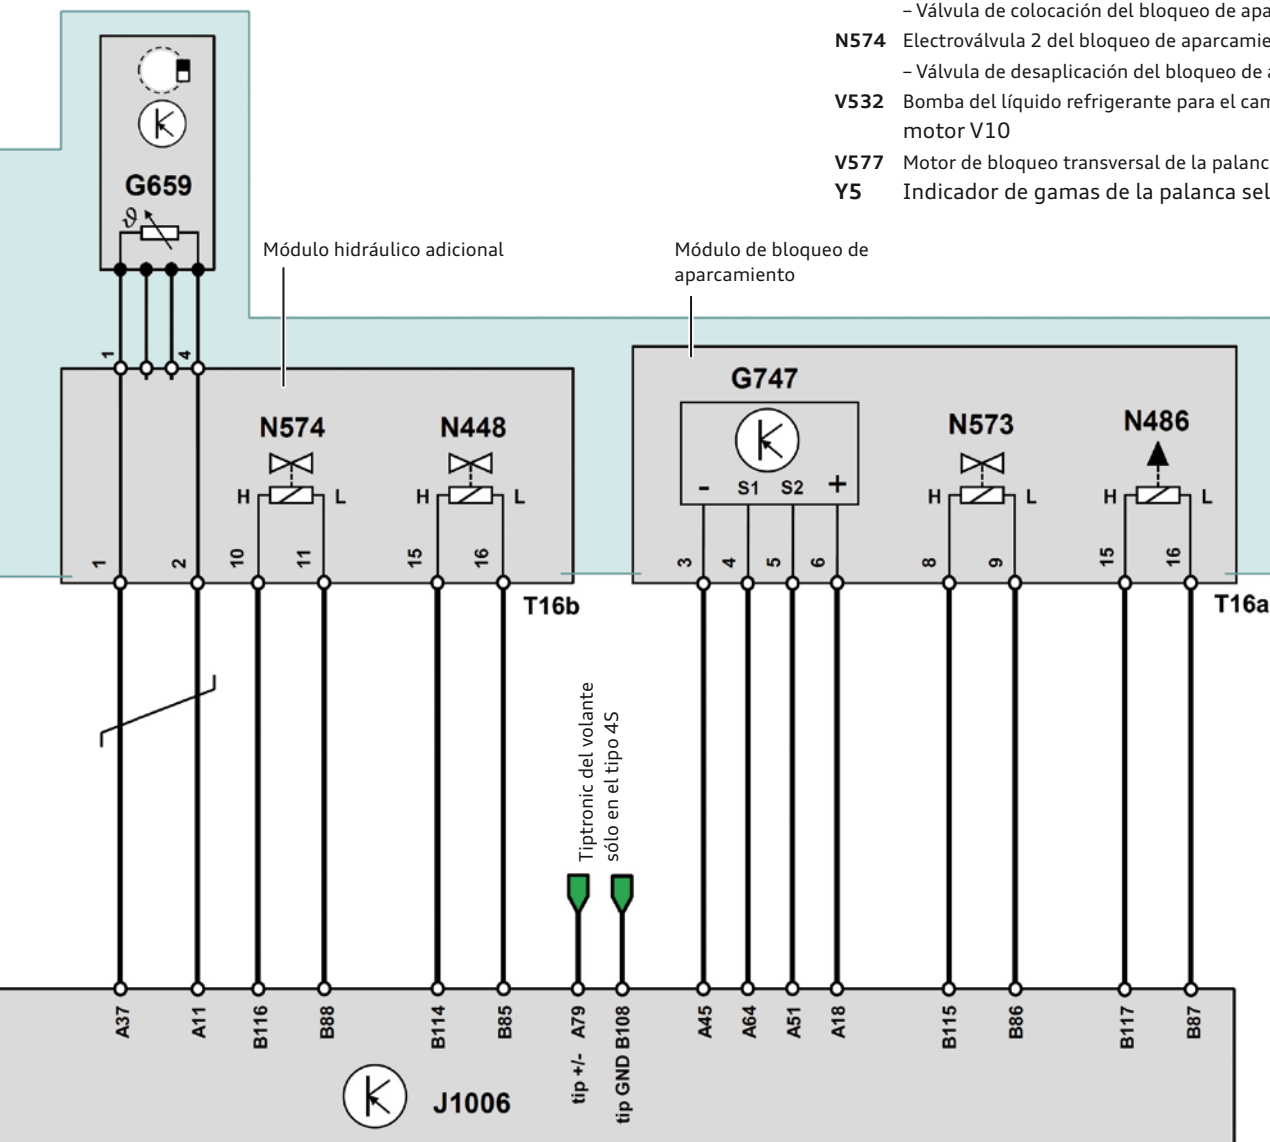 – Válvula de colocación del bloqueo de apa
N574 Electroválvula 2 del bloqueo de aparcamie
– Válvula de desaplicación del bloqueo de
V532 Bomba del líquido refrigerante para el cam
motor V10
V577 Motor de bloqueo transversal de la palanc
Y5 Indicador de gamas de la palanca sel
G659
ϑ
Módulo hidráulico adicional
Módulo de bloqueo de
aparcamiento
1 4
G747
N574 N448
N573 N486
- S1 S2 +
H L H L H L H L
1 2 10 11 15 16 3 4 5 6 8 9 15 16
T16b
T16a
Tiptronic del volante
sólo en el tipo 4S
A37 A11 B116 B88 B114 B85 tip +/- A79 tip GND B108 A45 A64 A51 A18 B115 B86 B117 B87
J1006